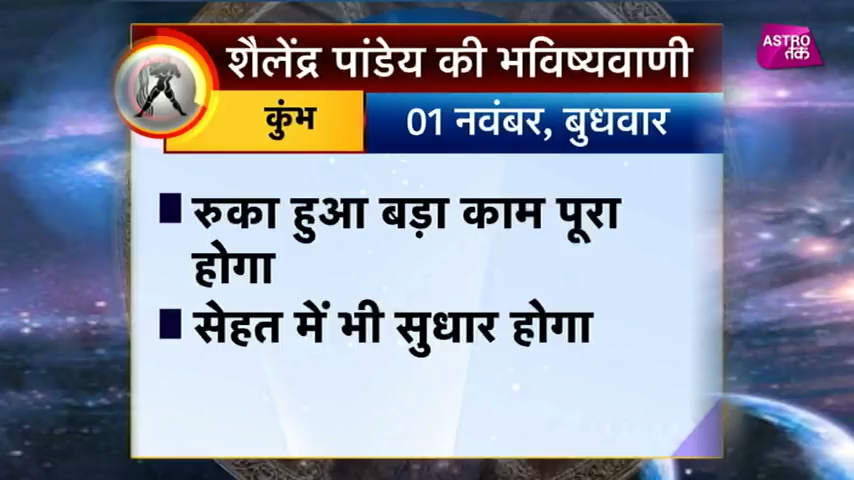 शैलेंद्र पांडेय की भविष्यवाणी
ASTRO
तक
कुंभ
01 नवंबर, बुधवार
रुका हुआ बड़ा काम पूरा
होगा
सेहत में भी सुधार होगा